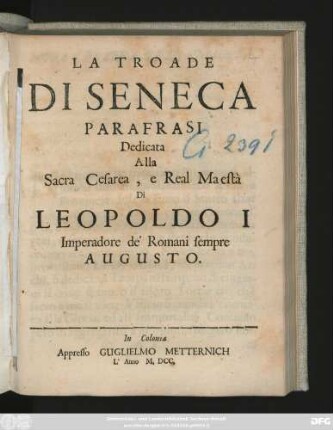 LA TROADE
DI SENECA
PARAFRASI
Dedicata
G 2391
Alla
Sacra Cesarea, e Real Maestà
Di
LEOPOLDO I
Imperadore de' Romani ſempre
AUGUSTO.
In Colonia
Appreſſo GUGLIELMO METTERNICH
L' Anno M, DCC,